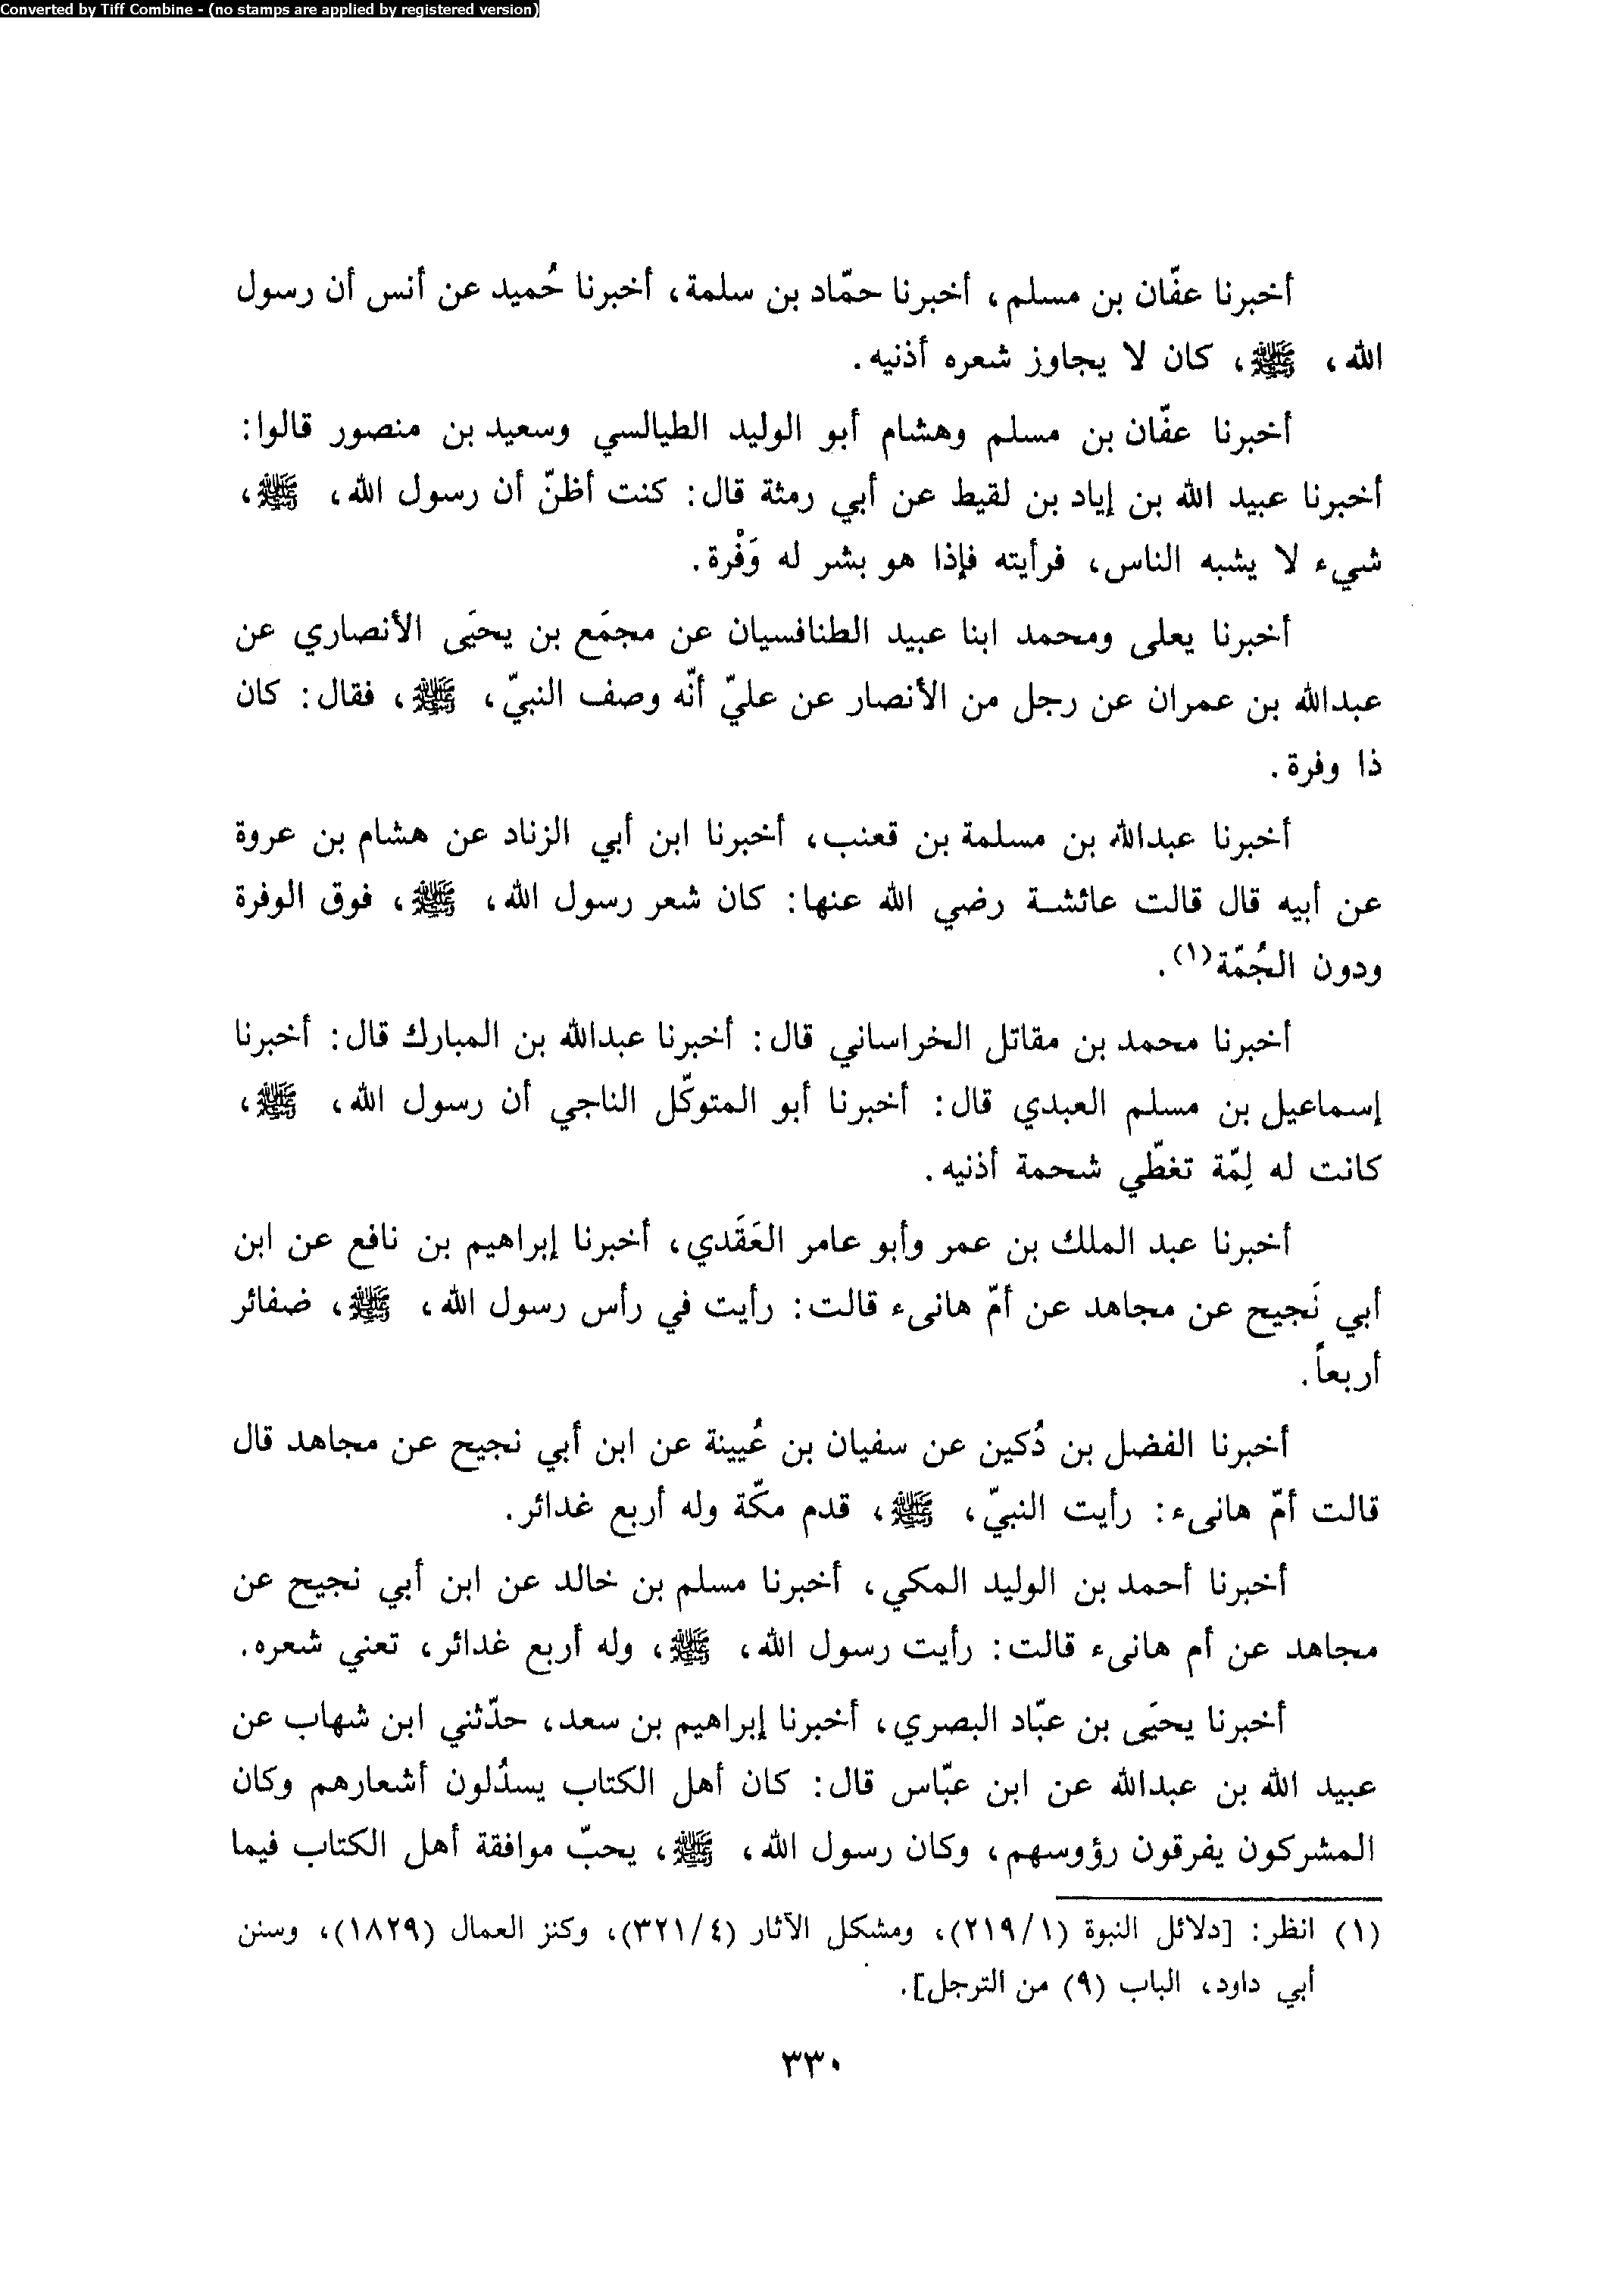 Converted by Tiff Combine - (no stamps are applied by registered version)
أخبرنا عفّان بن مسلم، أخبرنا حمّاد بن سلمة، أخبرنا حُميد عن أنس أن رسول
الله، ﷺ، كان لا يجاوز شعره أذنيه.
أخبرنا عفّان بن مسلم وهشام أبو الوليد الطيالسي وسعيد بن منصور قالوا:
أخبرنا عبيد الله بن إياد بن لقيط عن أبي رمثة قال: كنت أظنّ أن رسول الله، ﷺ،
شيء لا يشبه الناس، فرأيته فإذا هو بشر له وَفْرة.
أخبرنا يعلى ومحمد ابنا عبيد الطنافسيان عن مجمَع بن يحيَى الأنصاري عن
عبدالله بن عمران عن رجل من الأنصار عن عليّ أنّه وصف النبيّ، ﷺ، فقال: كان
ذا وفرة.
أخبرنا عبدالله بن مسلمة بن قعنب، أخبرنا ابن أبي الزناد عن هشام بن عروة
عن أبيه قال قالت عائشة رضي الله عنها: كان شعر رسول الله، ﷺ، فوق الوفرة
ودون الجُمّة(١).
أخبرنا محمد بن مقاتل الخراساني قال: أخبرنا عبدالله بن المبارك قال: أخبرنا
إسماعيل بن مسلم العبدي قال: أخبرنا أبو المتوكّل الناجي أن رسول الله، ﷺ،
كانت له لِمّة تغطّي شحمة أذنيه.
أخبرنا عبد الملك بن عمر وأبو عامر العَقَدي، أخبرنا إبراهيم بن نافع عن ابن
أبي نَجيح عن مجاهد عن أمّ هانىء قالت: رأيت في رأس رسول الله، ﷺ، ضفائر
أربعاً.
أخبرنا الفضل بن دُكين عن سفيان بن عُيينة عن ابن أبي نجيح عن مجاهد قال
قالت أمّ هانىء: رأيت النبيّ، ﷺ، قدم مكّة وله أربع غدائر.
أخبرنا أحمد بن الوليد المكي، أخبرنا مسلم بن خالد عن ابن أبي نجيح عن
مجاهد عن أم هانىء قالت: رأيت رسول الله، ﷺ، وله أربع غدائر، تعني شعره.
أخبرنا يحيَى بن عبّاد البصري، أخبرنا إبراهيم بن سعد، حدّثني ابن شهاب عن
عبيد الله بن عبدالله عن ابن عبّاس قال: كان أهل الكتاب يسدُلون أشعارهم وكان
المشركون يفرقون رؤوسهم، وكان رسول الله، ﷺ، يحبّ موافقة أهل الكتاب فيما
(١) انظر: [دلائل النبوة (٢١٩/١)، ومشكل الآثار (٣٢١/٤)، وكنز العمال (١٨٢٩)، وسنن
أبي داود، الباب (٩) من الترجل].
٣٣٠